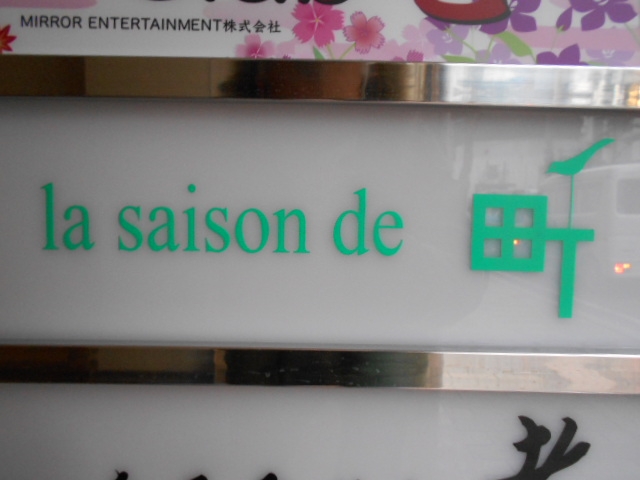 MIRROR ENTERTAINMENT株式会社
la saison de 町